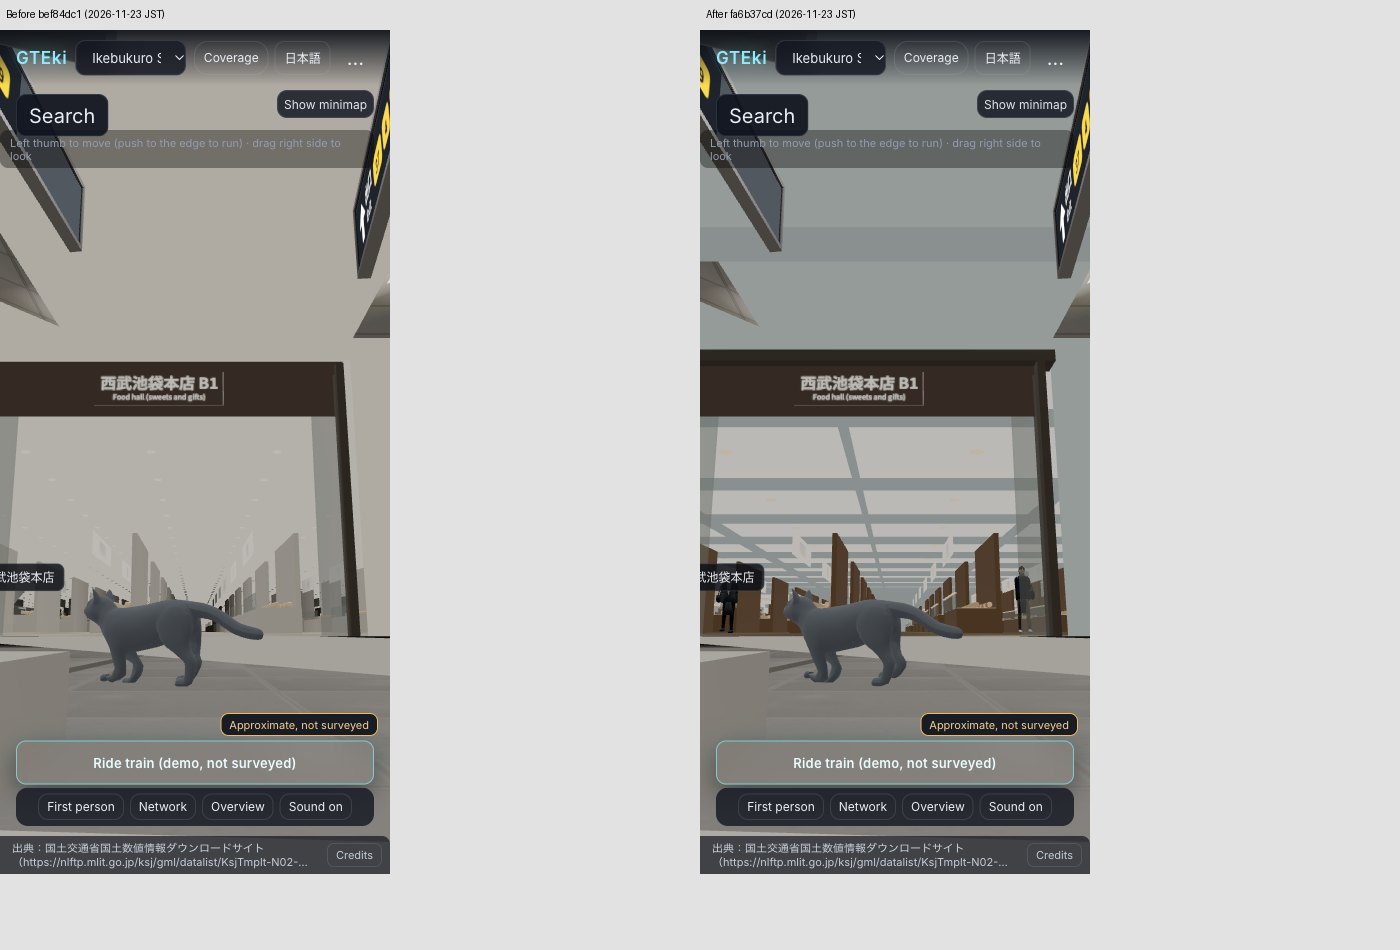 Before bef84dc1 (2026-11-23 JST)
GTEki
Ikebukuro S
Coverage
日本語
...
Search
Show minimap
Left thumb to move (push to the edge to run) · drag right side to
look
西武池袋本店 B1
Food hall (sweets and gifts)
武池袋本店
Approximate, not surveyed
Ride train (demo, not surveyed)
First person
Network
Overview
Sound on
出典：国土交通省国土数値情報ダウンロードサイト
（https://nlftp.mlit.go.jp/ksj/gml/datalist/KsjTmplt-N02-...
Credits
After fa6b37cd (2026-11-23 JST)
GTEki
Ikebukuro S
Coverage
日本語
...
Search
Show minimap
Left thumb to move (push to the edge to run) · drag right side to
look
西武池袋本店 B1
Food hall (sweets and gifts)
武池袋本店
Approximate, not surveyed
Ride train (demo, not surveyed)
First person
Network
Overview
Sound on
出典：国土交通省国土数値情報ダウンロードサイト
（https://nlftp.mlit.go.jp/ksj/gml/datalist/KsjTmplt-N02-...
Credits